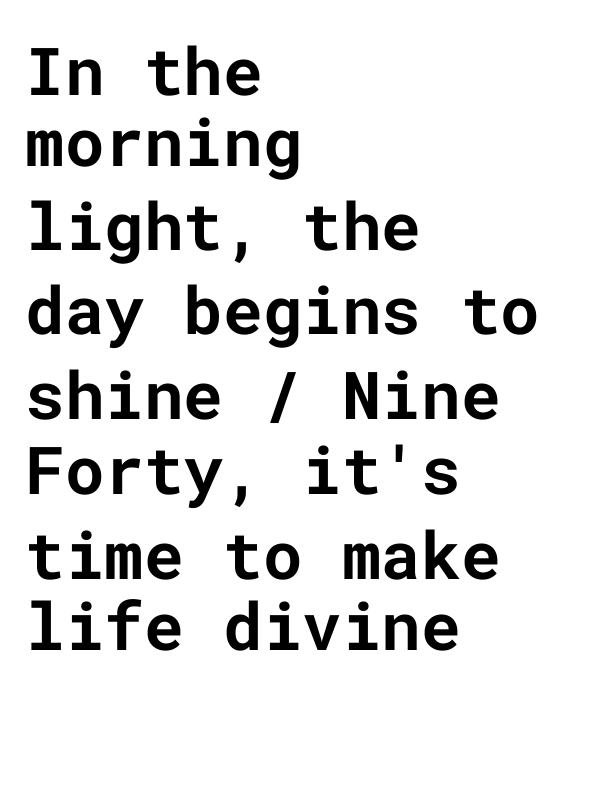 In the
morning
light, the
day begins to
shine / Nine
Forty, it's
time to make
life divine